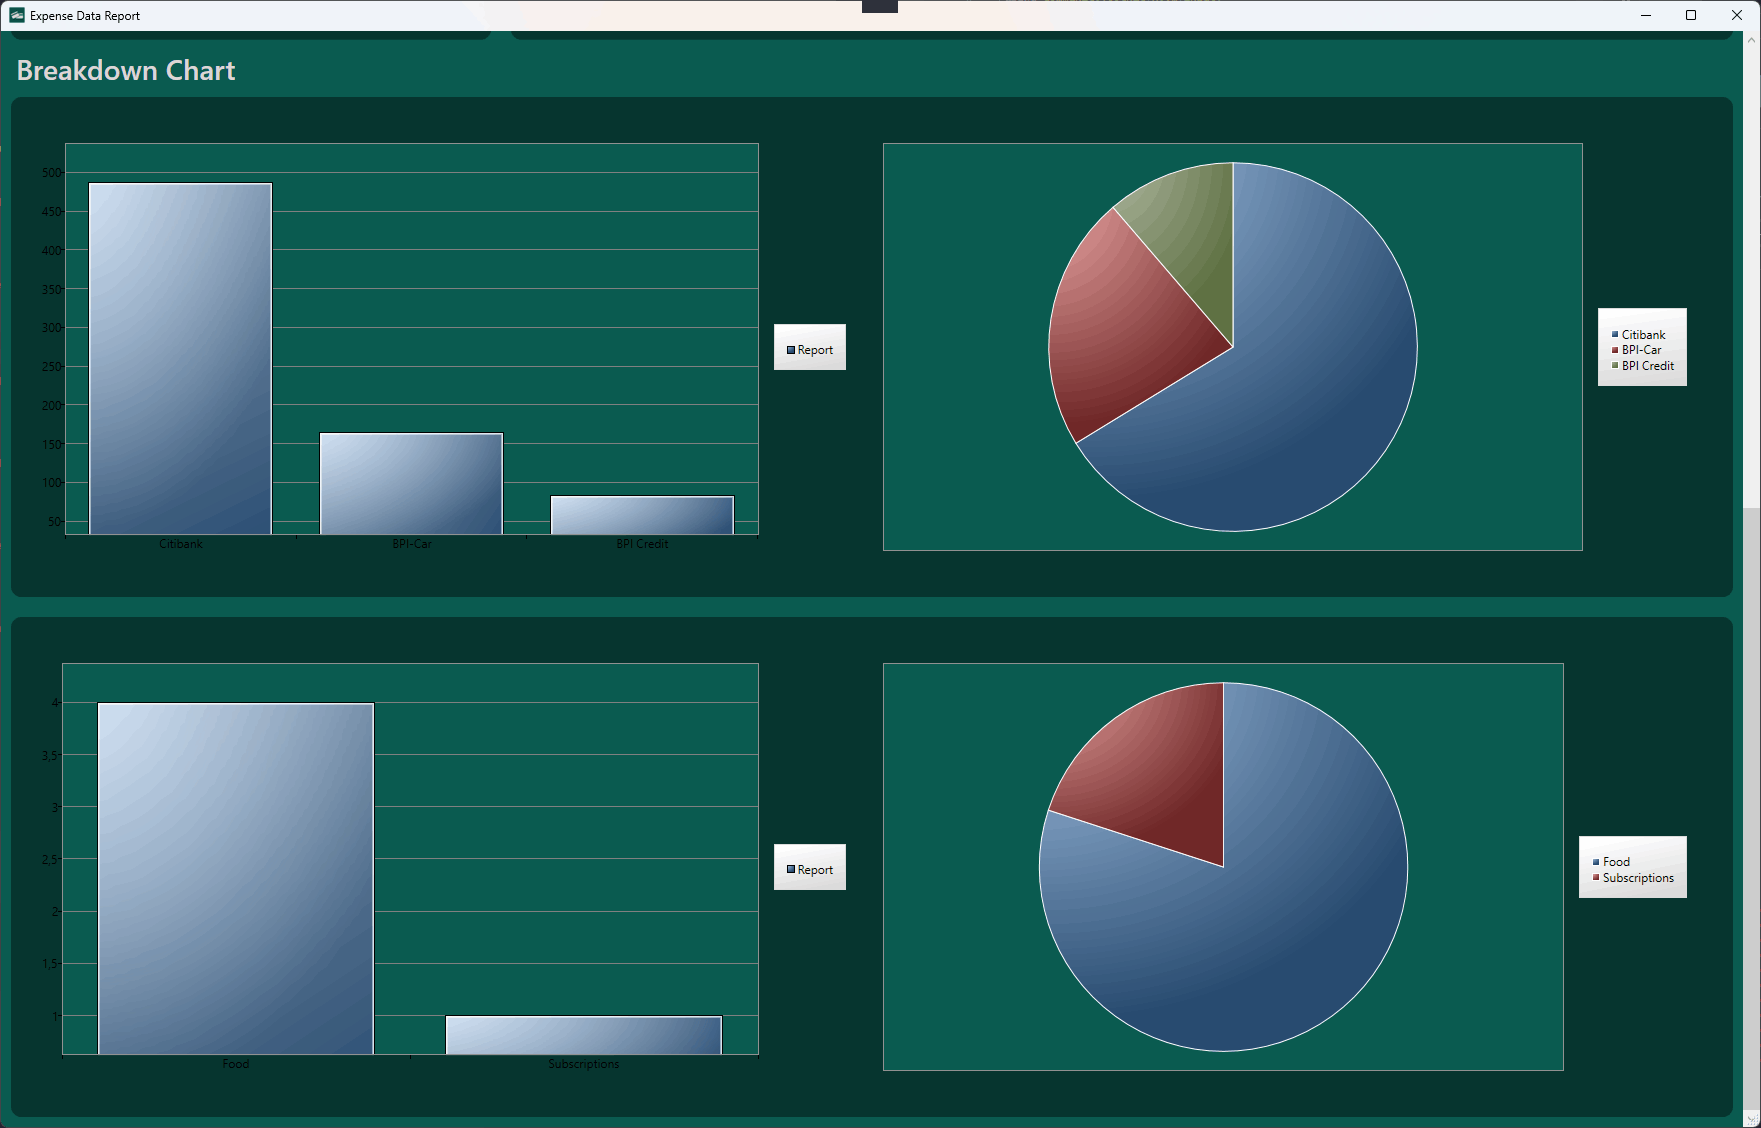 Expense Data Report
Breakdown Chart
500
450
400
350
300
250
200
150
100
50
Citibank
BPI-Car
BPI Credit
Report
Citibank
BPI-Car
BPI Credit
4
3,5
3
2,5
2
1,5
1
Food
Subscriptions
Report
Food
Subscriptions